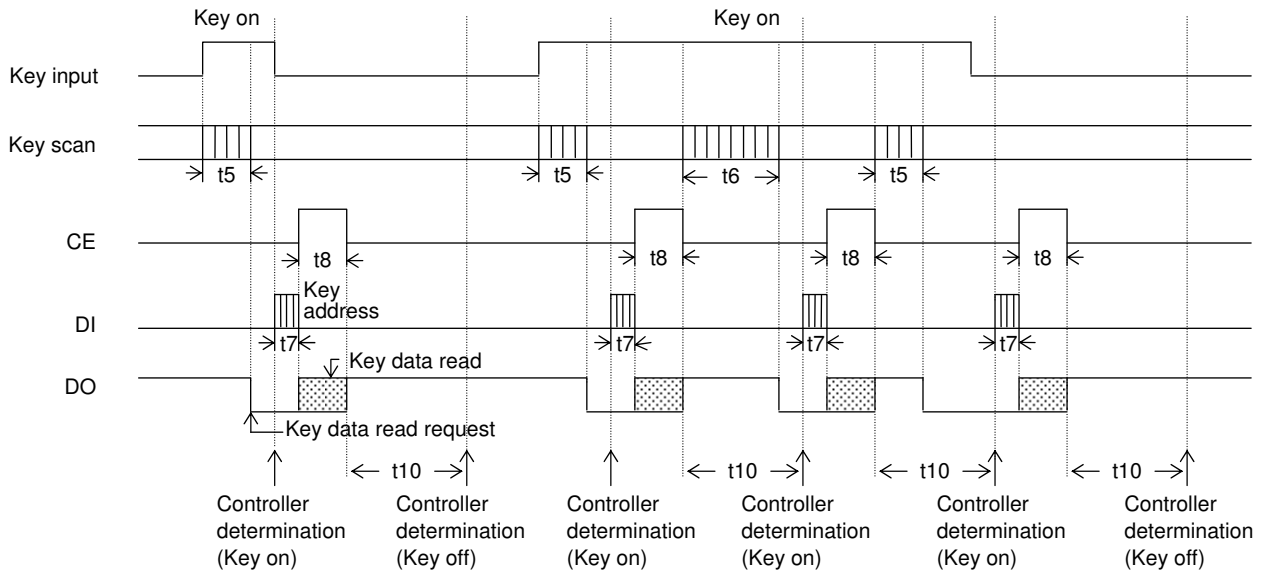 Key on
Key on
Key input
Key scan
t5
t5
t6
t5
CE
t8
t8
t8
t8
Key
address
DI
t7
t7
t7
t7
Key data read
DO
Key data read request
t10
t10
t10
t10
Controller
determination
(Key on)
Controller
determination
(Key off)
Controller
determination
(Key on)
Controller
determination
(Key on)
Controller
determination
(Key on)
Controller
determination
(Key off)